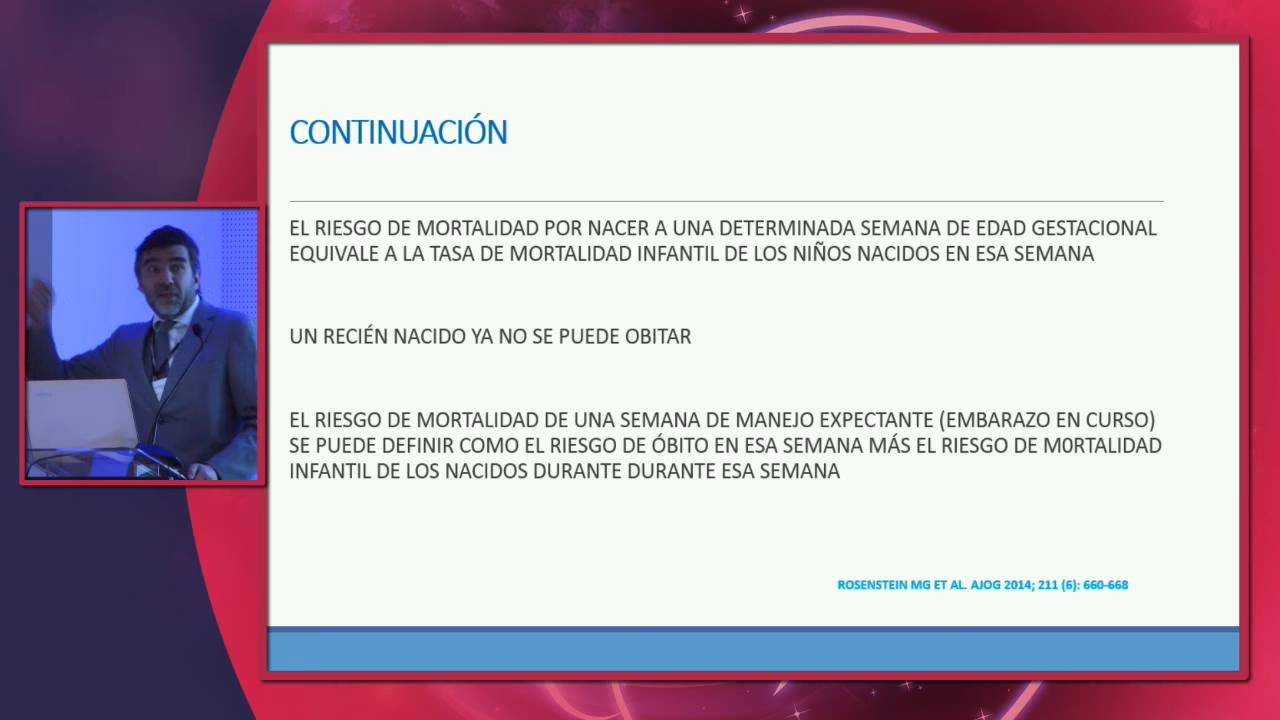 CONTINUACIÓN
EL RIESGO DE MORTALIDAD POR NACER A UNA DETERMINADA SEMANA DE EDAD GESTACIONAL
EQUIVALE A LA TASA DE MORTALIDAD INFANTIL DE LOS NIÑOS NACIDOS EN ESA SEMANA
UN RECIÉN NACIDO YA NO SE PUEDE OBITAR
EL RIESGO DE MORTALIDAD DE UNA SEMANA DE MANEJO EXPECTANTE (EMBARAZO EN CURSO)
SE PUEDE DEFINIR COMO EL RIESGO DE ÓBITO EN ESA SEMANA MÁS EL RIESGO DE M0RTALIDAD
INFANTIL DE LOS NACIDOS DURANTE DURANTE ESA SEMANA
ROSENSTEIN MG ET AL. AJOG 2014; 211 (6): 660-668